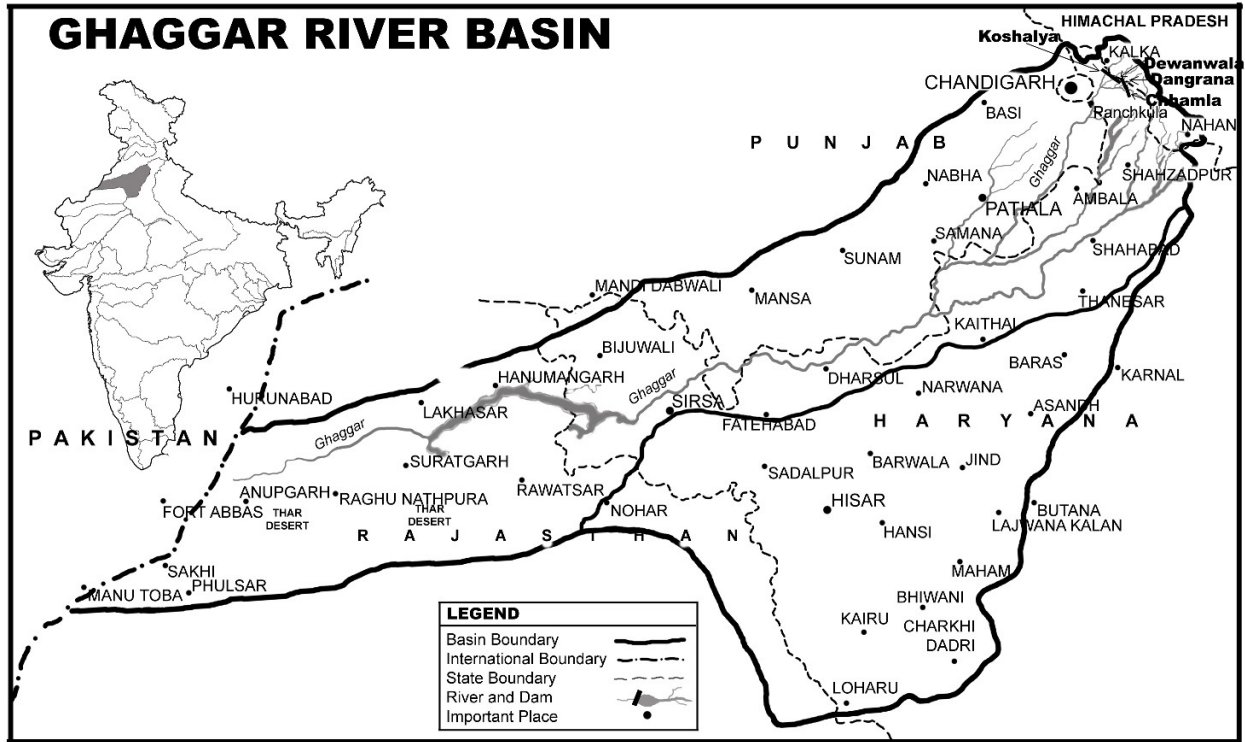 GHAGGAR RIVER BASIN
HIMACHAL PRADESH
Koshalya
KALKA
Dewanwala
Dangrana
CHANDIGARH
Chhamla
BASI
Ranchkula
NAHAN
P U N J A B
Ghaggar
NABHA
SHAHZADPUR
AMBALA
PATIALA
SAMANA
SHAHABAD
SUNAM
MANDI DABWALI
MANSA
THANESAR
KAITHAL
BIJUWALI
BARAS
HANUMANGARH
DHARSUL
KARNAL
Ghaggar
NARWANA
HURUNABAD
SIRSA
LAKHASAR
ASANDH
FATEHABAD
H A R Y A N A
P A K I S T A N
Ghaggar
SURATGARH
BARWALA
JIND
SADALPUR
RAWATSAR
ANUPGARH
RAGHU NATHPURA
HISAR
FORT ABBAS
THAR
DESERT
THAR
DESERT
NOHAR
BUTANA
LAJWANA KALAN
HANSI
R A J A S T H A N
SAKHI
MAHAM
PHULSAR
MANU TOBA
BHIWANI
KAIRU
CHARKHI
DADRI
LOHARU
LEGEND
Basin Boundary
International Boundary
State Boundary
River and Dam
Important Place